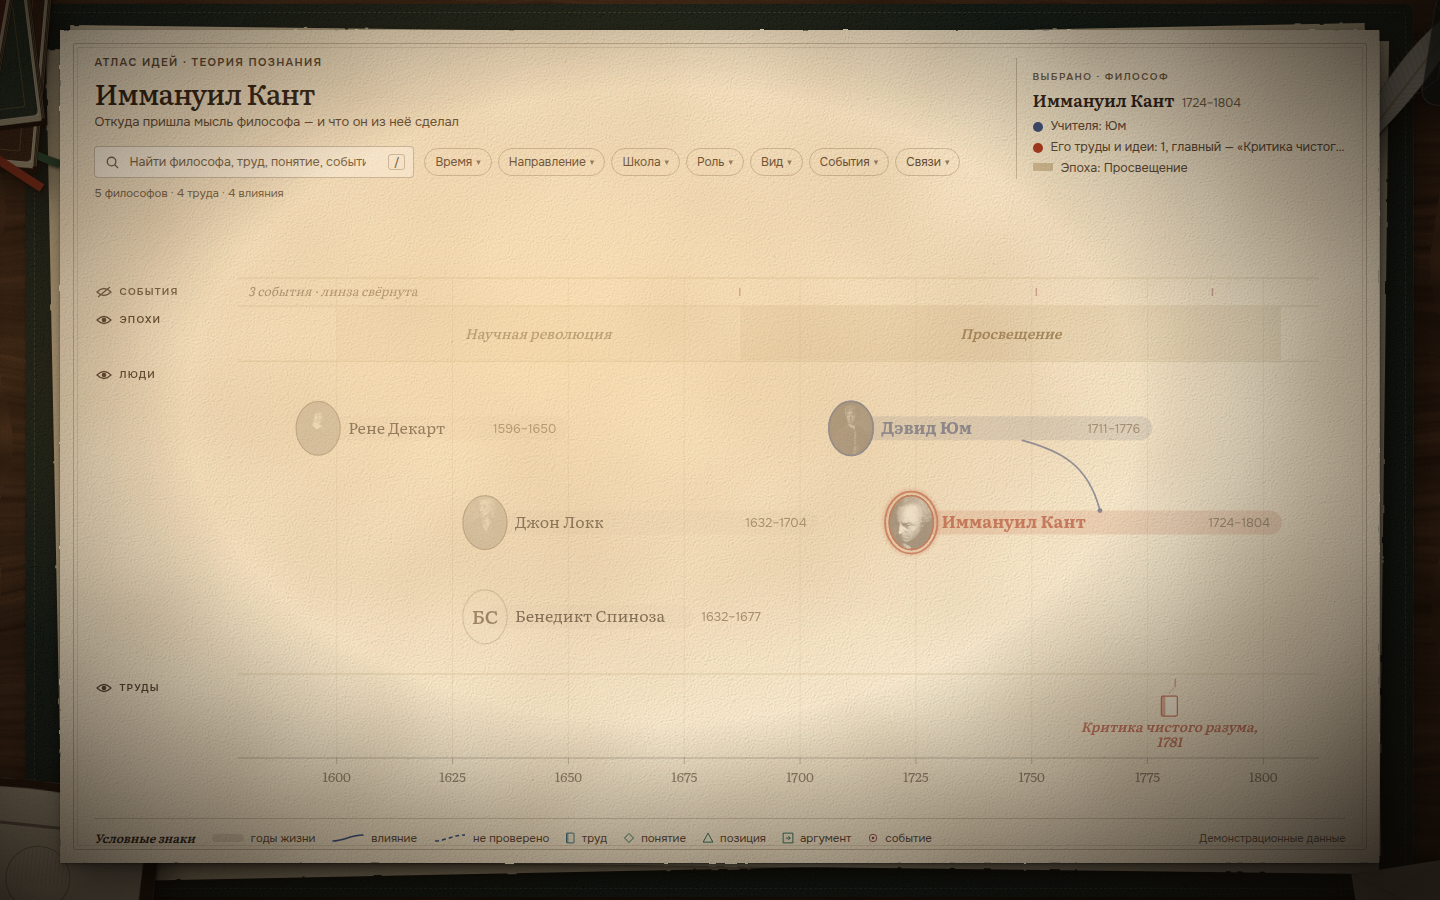 АТЛАС ИДЕЙ · ТЕОРИЯ ПОЗНАНИЯ
Иммануил Кант
Откуда пришла мысль философа — и что он из неё сделал
Найти философа, труд, понятие, событи
/
Время ▾
Направление ▾
Школа ▾
Роль ▾
Вид ▾
События ▾
Связи ▾
5 философов · 4 труда · 4 влияния
ВЫБРАНО · ФИЛОСОФ
Иммануил Кант 1724–1804
Учителя: Юм
Его труды и идеи: 1, главный — «Критика чистог...
Эпоха: Просвещение
СОБЫТИЯ
3 события · линза свёрнута
ЭПОХИ
Научная революция
Просвещение
ЛЮДИ
Рене Декарт 1596–1650
Дэвид Юм 1711–1776
Джон Локк 1632–1704
Иммануил Кант 1724–1804
БС Бенедикт Спиноза 1632–1677
ТРУДЫ
Критика чистого разума,
1781
1600 1625 1650 1675 1700 1725 1750 1775 1800
Условные знаки годы жизни влияние не проверено труд понятие позиция аргумент событие
Демонстрационные данные